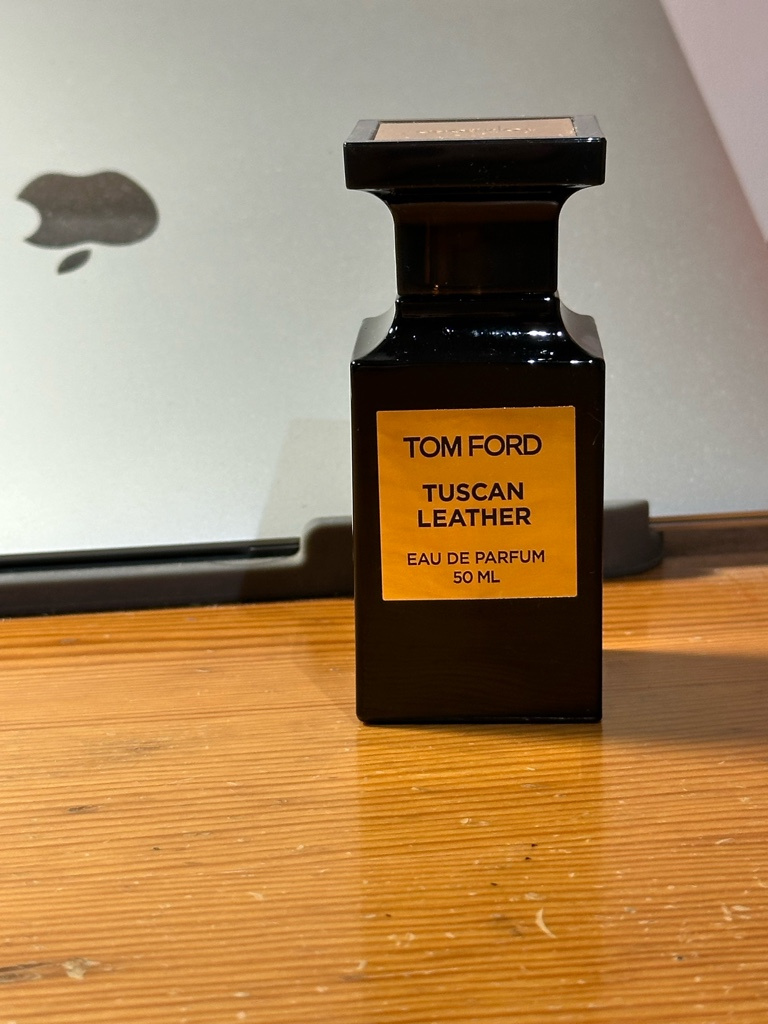 TOM FORD
TUSCAN
LEATHER
EAU DE PARFUM
50 ML